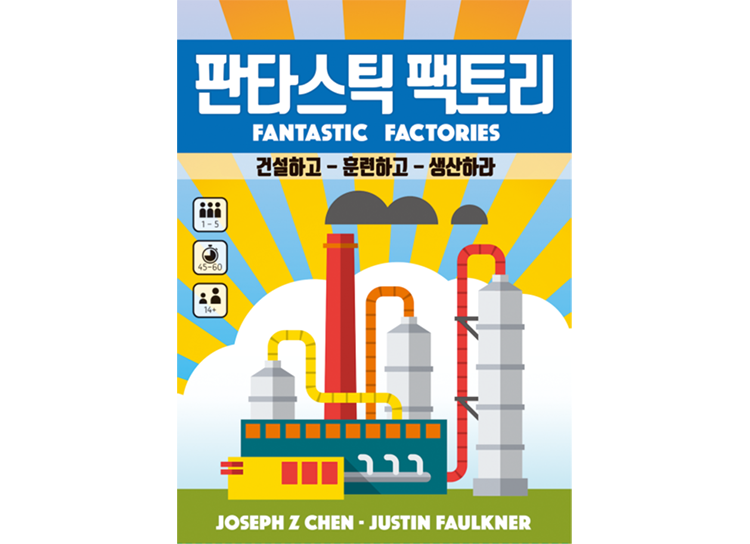 판타스틱 팩토리
FANTASTIC FACTORIES
건설하고 - 훈련하고 - 생산하라
1 - 5
45-60
14+
JOSEPH Z CHEN · JUSTIN FAULKNER